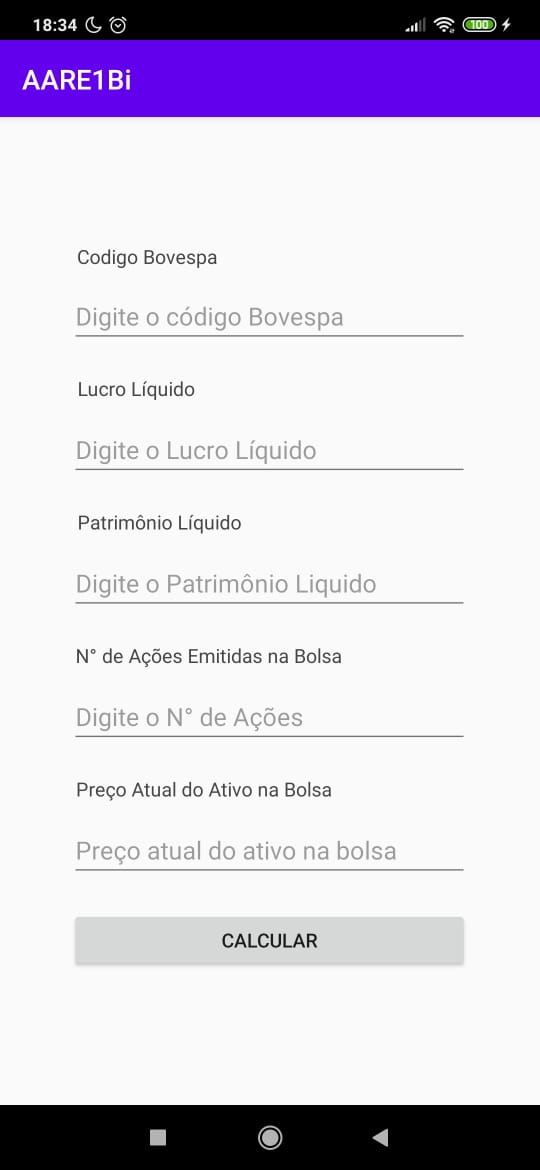 18:34
100
AARE1Bi
Codigo Bovespa
Digite o código Bovespa
Lucro Líquido
Digite o Lucro Líquido
Patrimônio Líquido
Digite o Patrimônio Liquido
N° de Ações Emitidas na Bolsa
Digite o N° de Ações
Preço Atual do Ativo na Bolsa
Preço atual do ativo na bolsa
CALCULAR